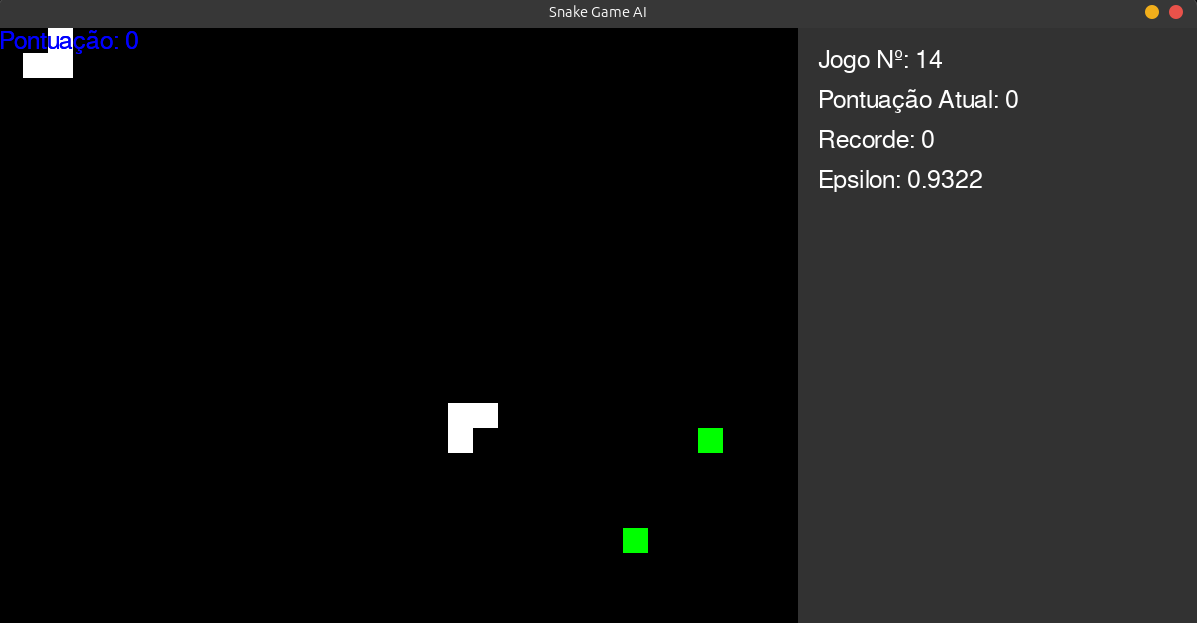 Snake Game AI
Pontuação: 0
Jogo Nº: 14
Pontuação Atual: 0
Recorde: 0
Epsilon: 0.9322